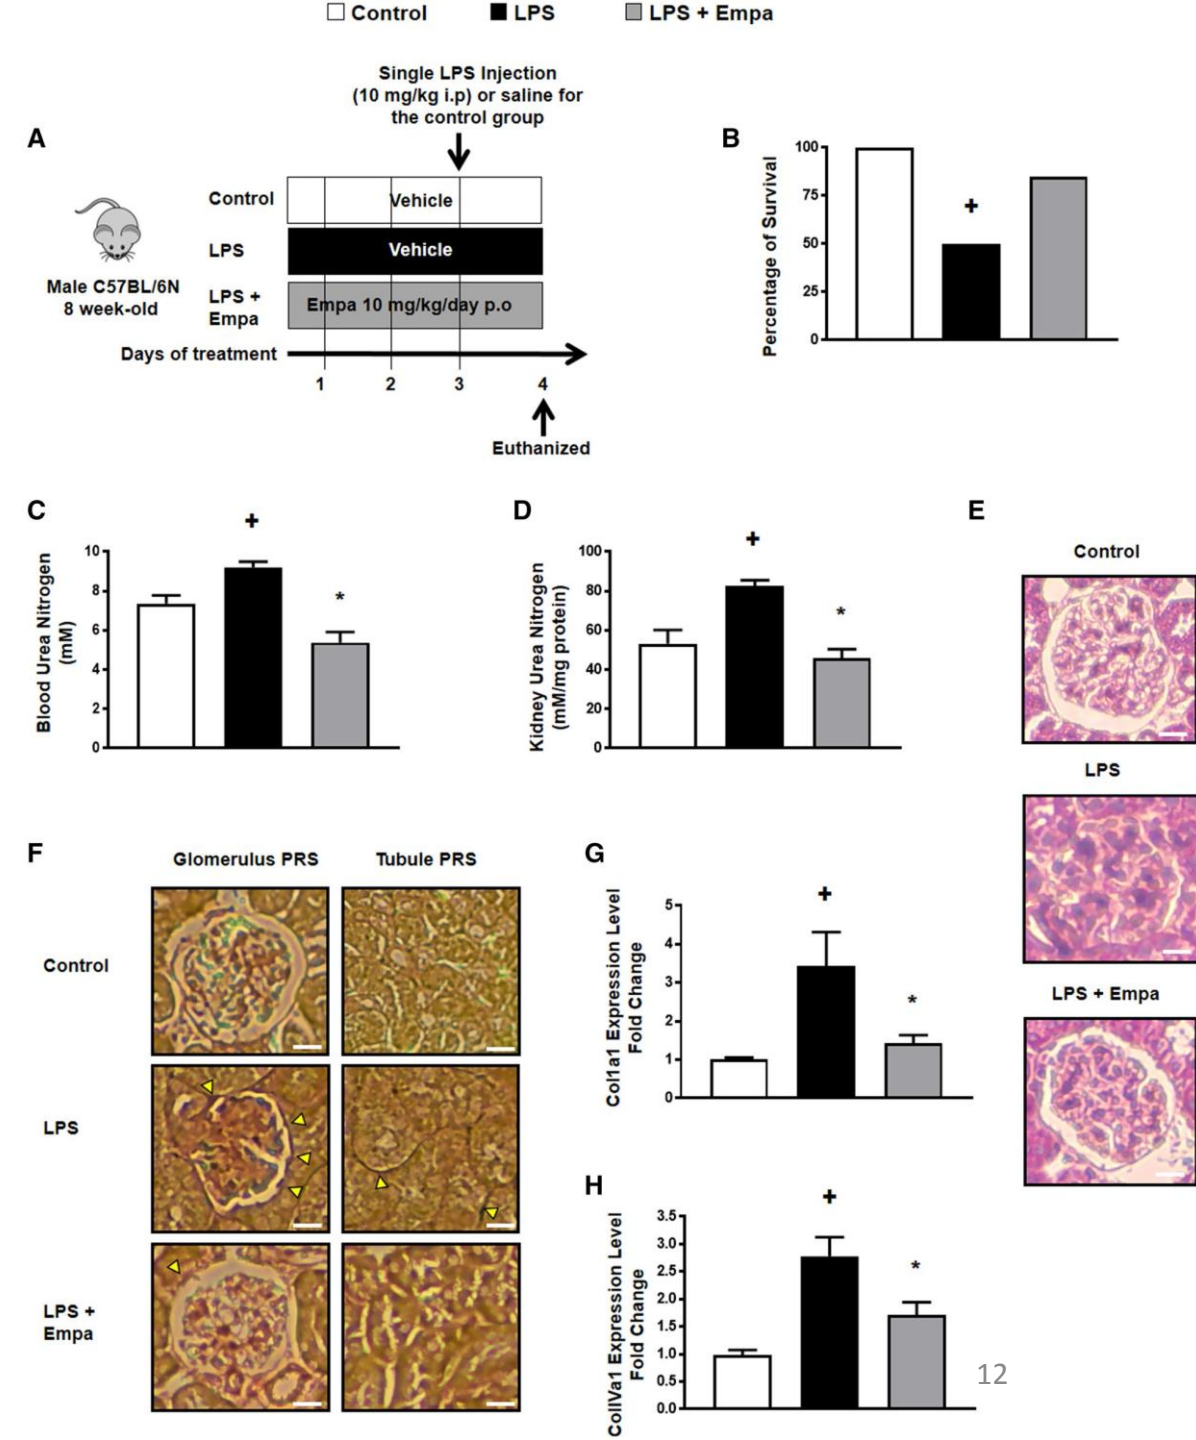 Control LPS LPS + Empa
Single LPS Injection
(10 mg/kg i.p) or saline for
the control group
A
Control
Vehicle
LPS
Vehicle
LPS +
Empa
Empa 10 mg/kg/day p.o
Male C57BL/6N
8 week-old
Days of treatment
1 2 3 4
Euthanized
B
Percentage of Survival
100
75
50
25
0
+
C
Blood Urea Nitrogen
(mM)
10
8
6
4
2
0
+
*
D
Kidney Urea Nitrogen
(mM/mg protein)
100
80
60
40
20
0
+
*
E
Control
LPS
LPS + Empa
F
Glomerulus PRS Tubule PRS
Control
LPS
LPS +
Empa
G
Col1a1 Expression Level
Fold Change
5
4
3
2
1
0
+
*
H
ColIVa1 Expression Level
Fold Change
3.5
3.0
2.5
2.0
1.5
1.0
0.5
0.0
+
*
12